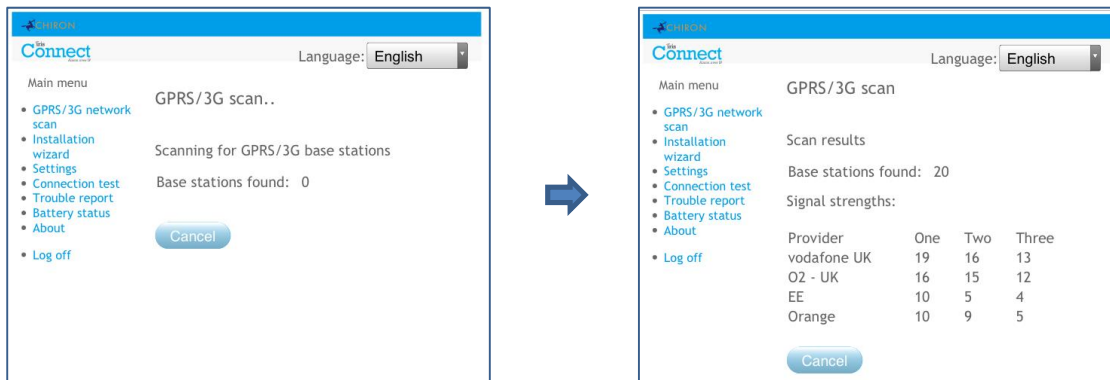 CHIRON
iris
Connect
Language: English
Main menu
GPRS/3G network
scan
Installation
wizard
Settings
Connection test
Trouble report
Battery status
About
Log off
GPRS/3G scan..
Scanning for GPRS/3G base stations
Base stations found: 0
Cancel
CHIRON
iris
Connect
Language: English
Main menu
GPRS/3G network
scan
Installation
wizard
Settings
Connection test
Trouble report
Battery status
About
Log off
GPRS/3G scan
Scan results
Base stations found: 20
Signal strengths:
Provider One Two Three
vodafone UK 19 16 13
O2 - UK 16 15 12
EE 10 5 4
Orange 10 9 5
Cancel